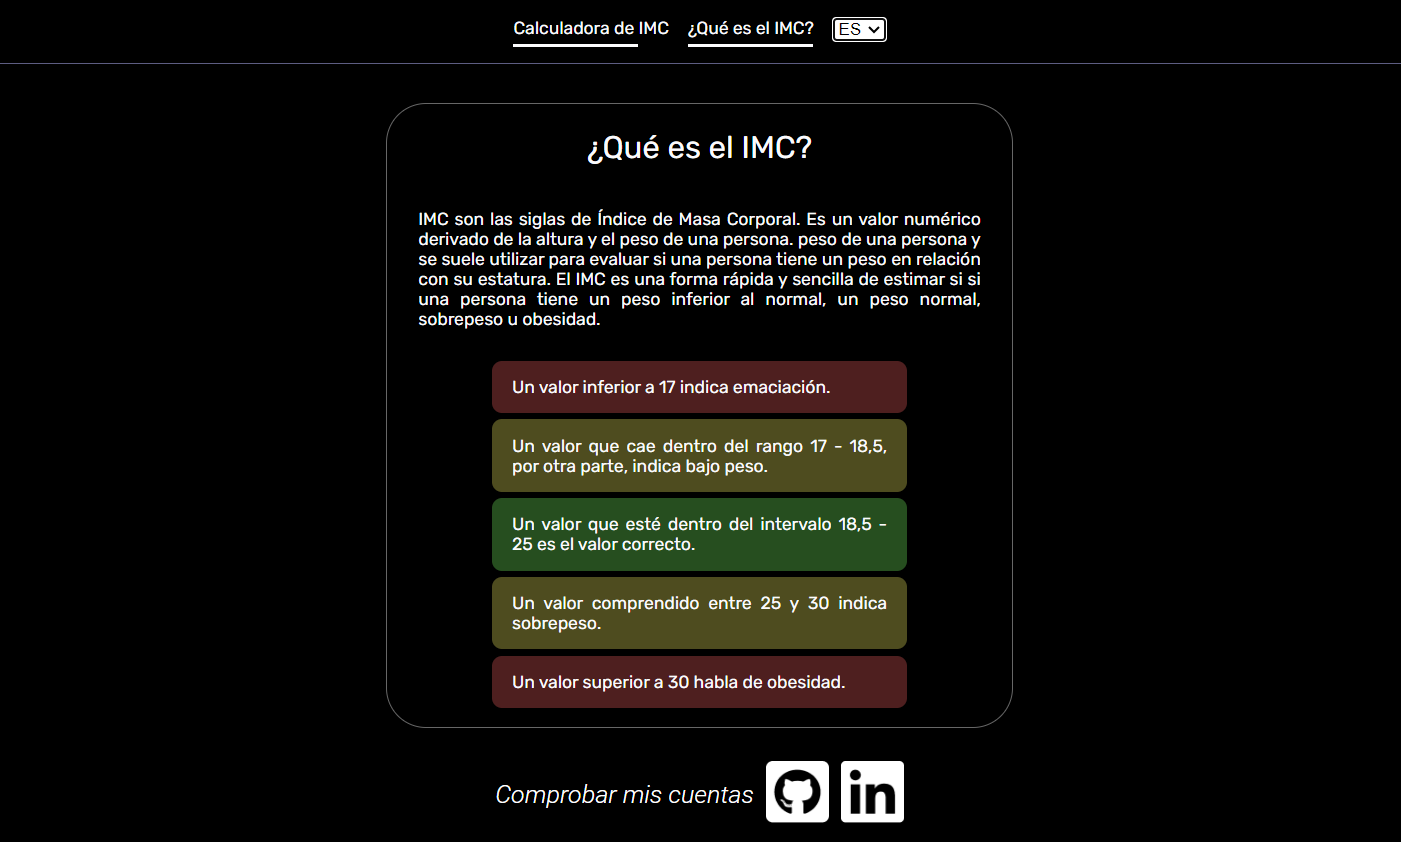 Calculadora de IMC ¿Qué es el IMC? ES
¿Qué es el IMC?
IMC son las siglas de Índice de Masa Corporal. Es un valor numérico
derivado de la altura y el peso de una persona. peso de una persona y
se suele utilizar para evaluar si una persona tiene un peso en relación
con su estatura. El IMC es una forma rápida y sencilla de estimar si si
una persona tiene un peso inferior al normal, un peso normal,
sobrepeso u obesidad.
Un valor inferior a 17 indica emaciación.
Un valor que cae dentro del rango 17 - 18,5,
por otra parte, indica bajo peso.
Un valor que esté dentro del intervalo 18,5 -
25 es el valor correcto.
Un valor comprendido entre 25 y 30 indica
sobrepeso.
Un valor superior a 30 habla de obesidad.
Comprobar mis cuentas in